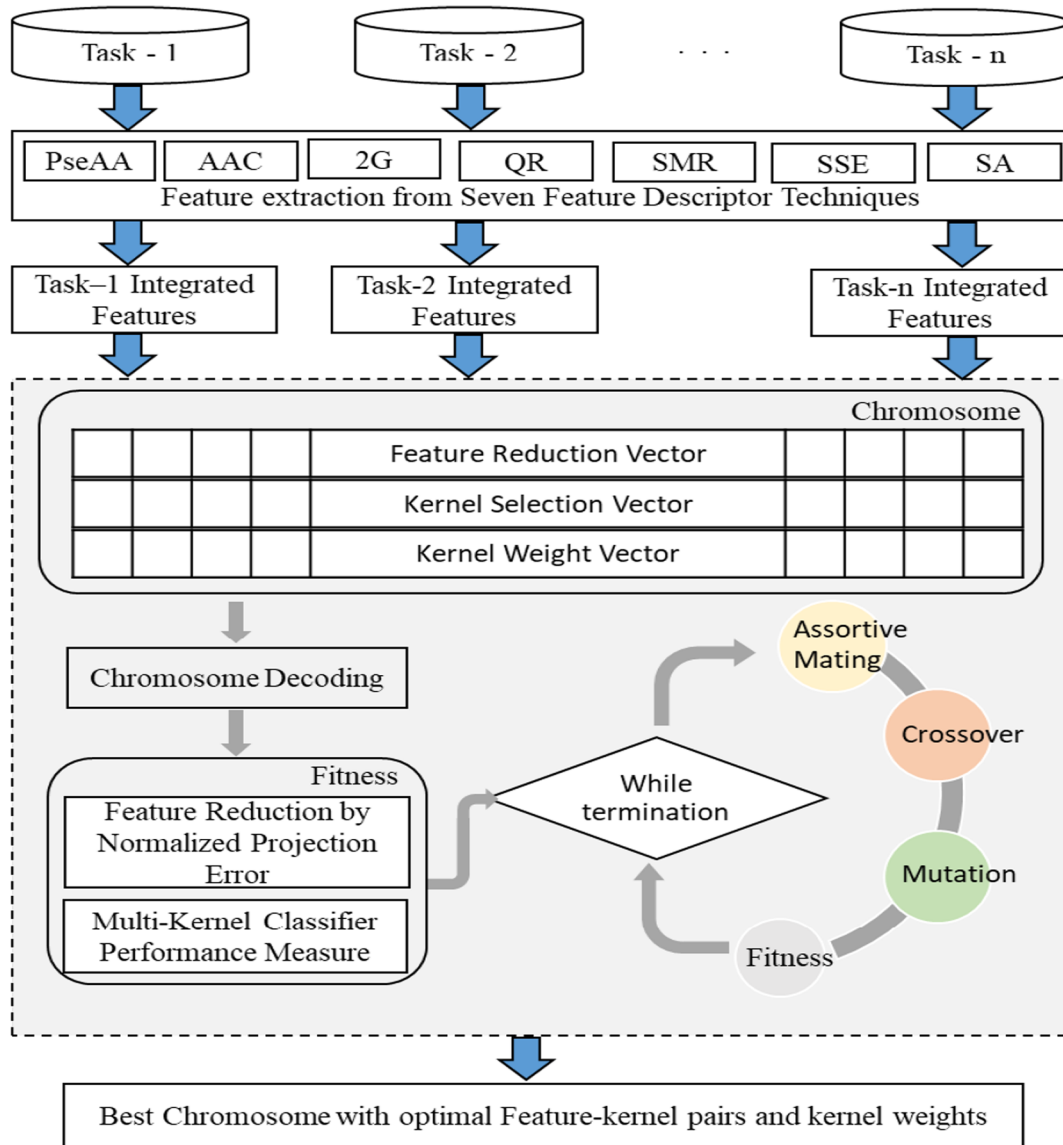 Task - 1
Task - 2
. . .
Task - n
PseAA
AAC
2G
QR
SMR
SSE
SA
Feature extraction from Seven Feature Descriptor Techniques
Task–1 Integrated
Features
Task-2 Integrated
Features
Task-n Integrated
Features
Chromosome
Feature Reduction Vector
Kernel Selection Vector
Kernel Weight Vector
Chromosome Decoding
Fitness
Feature Reduction by
Normalized Projection
Error
Multi-Kernel Classifier
Performance Measure
While
termination
Assortive
Mating
Crossover
Mutation
Fitness
Best Chromosome with optimal Feature-kernel pairs and kernel weights